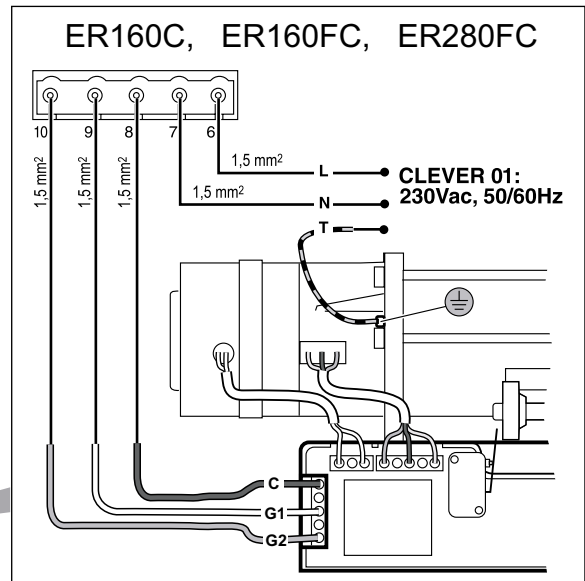 ER160C, ER160FC, ER280FC
10 9 8 7 6
1,5 mm²
1,5 mm²
1,5 mm²
1,5 mm²
1,5 mm²
L
N
T
CLEVER 01:
230Vac, 50/60Hz
C
G1
G2